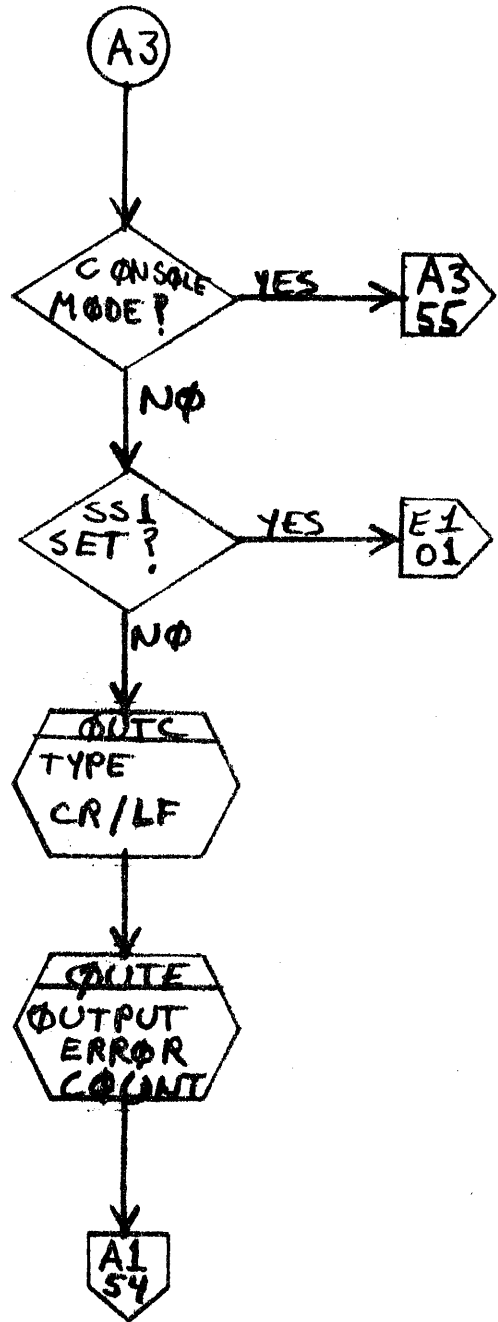 A3
CØNSØLE
MØDE?
YES
A3
55
NØ
SS1
SET?
YES
E1
01
NØ
ØUTC
TYPE
CR/LF
ØUTE
ØUTPUT
ERRØR
CØUNT
A1
54